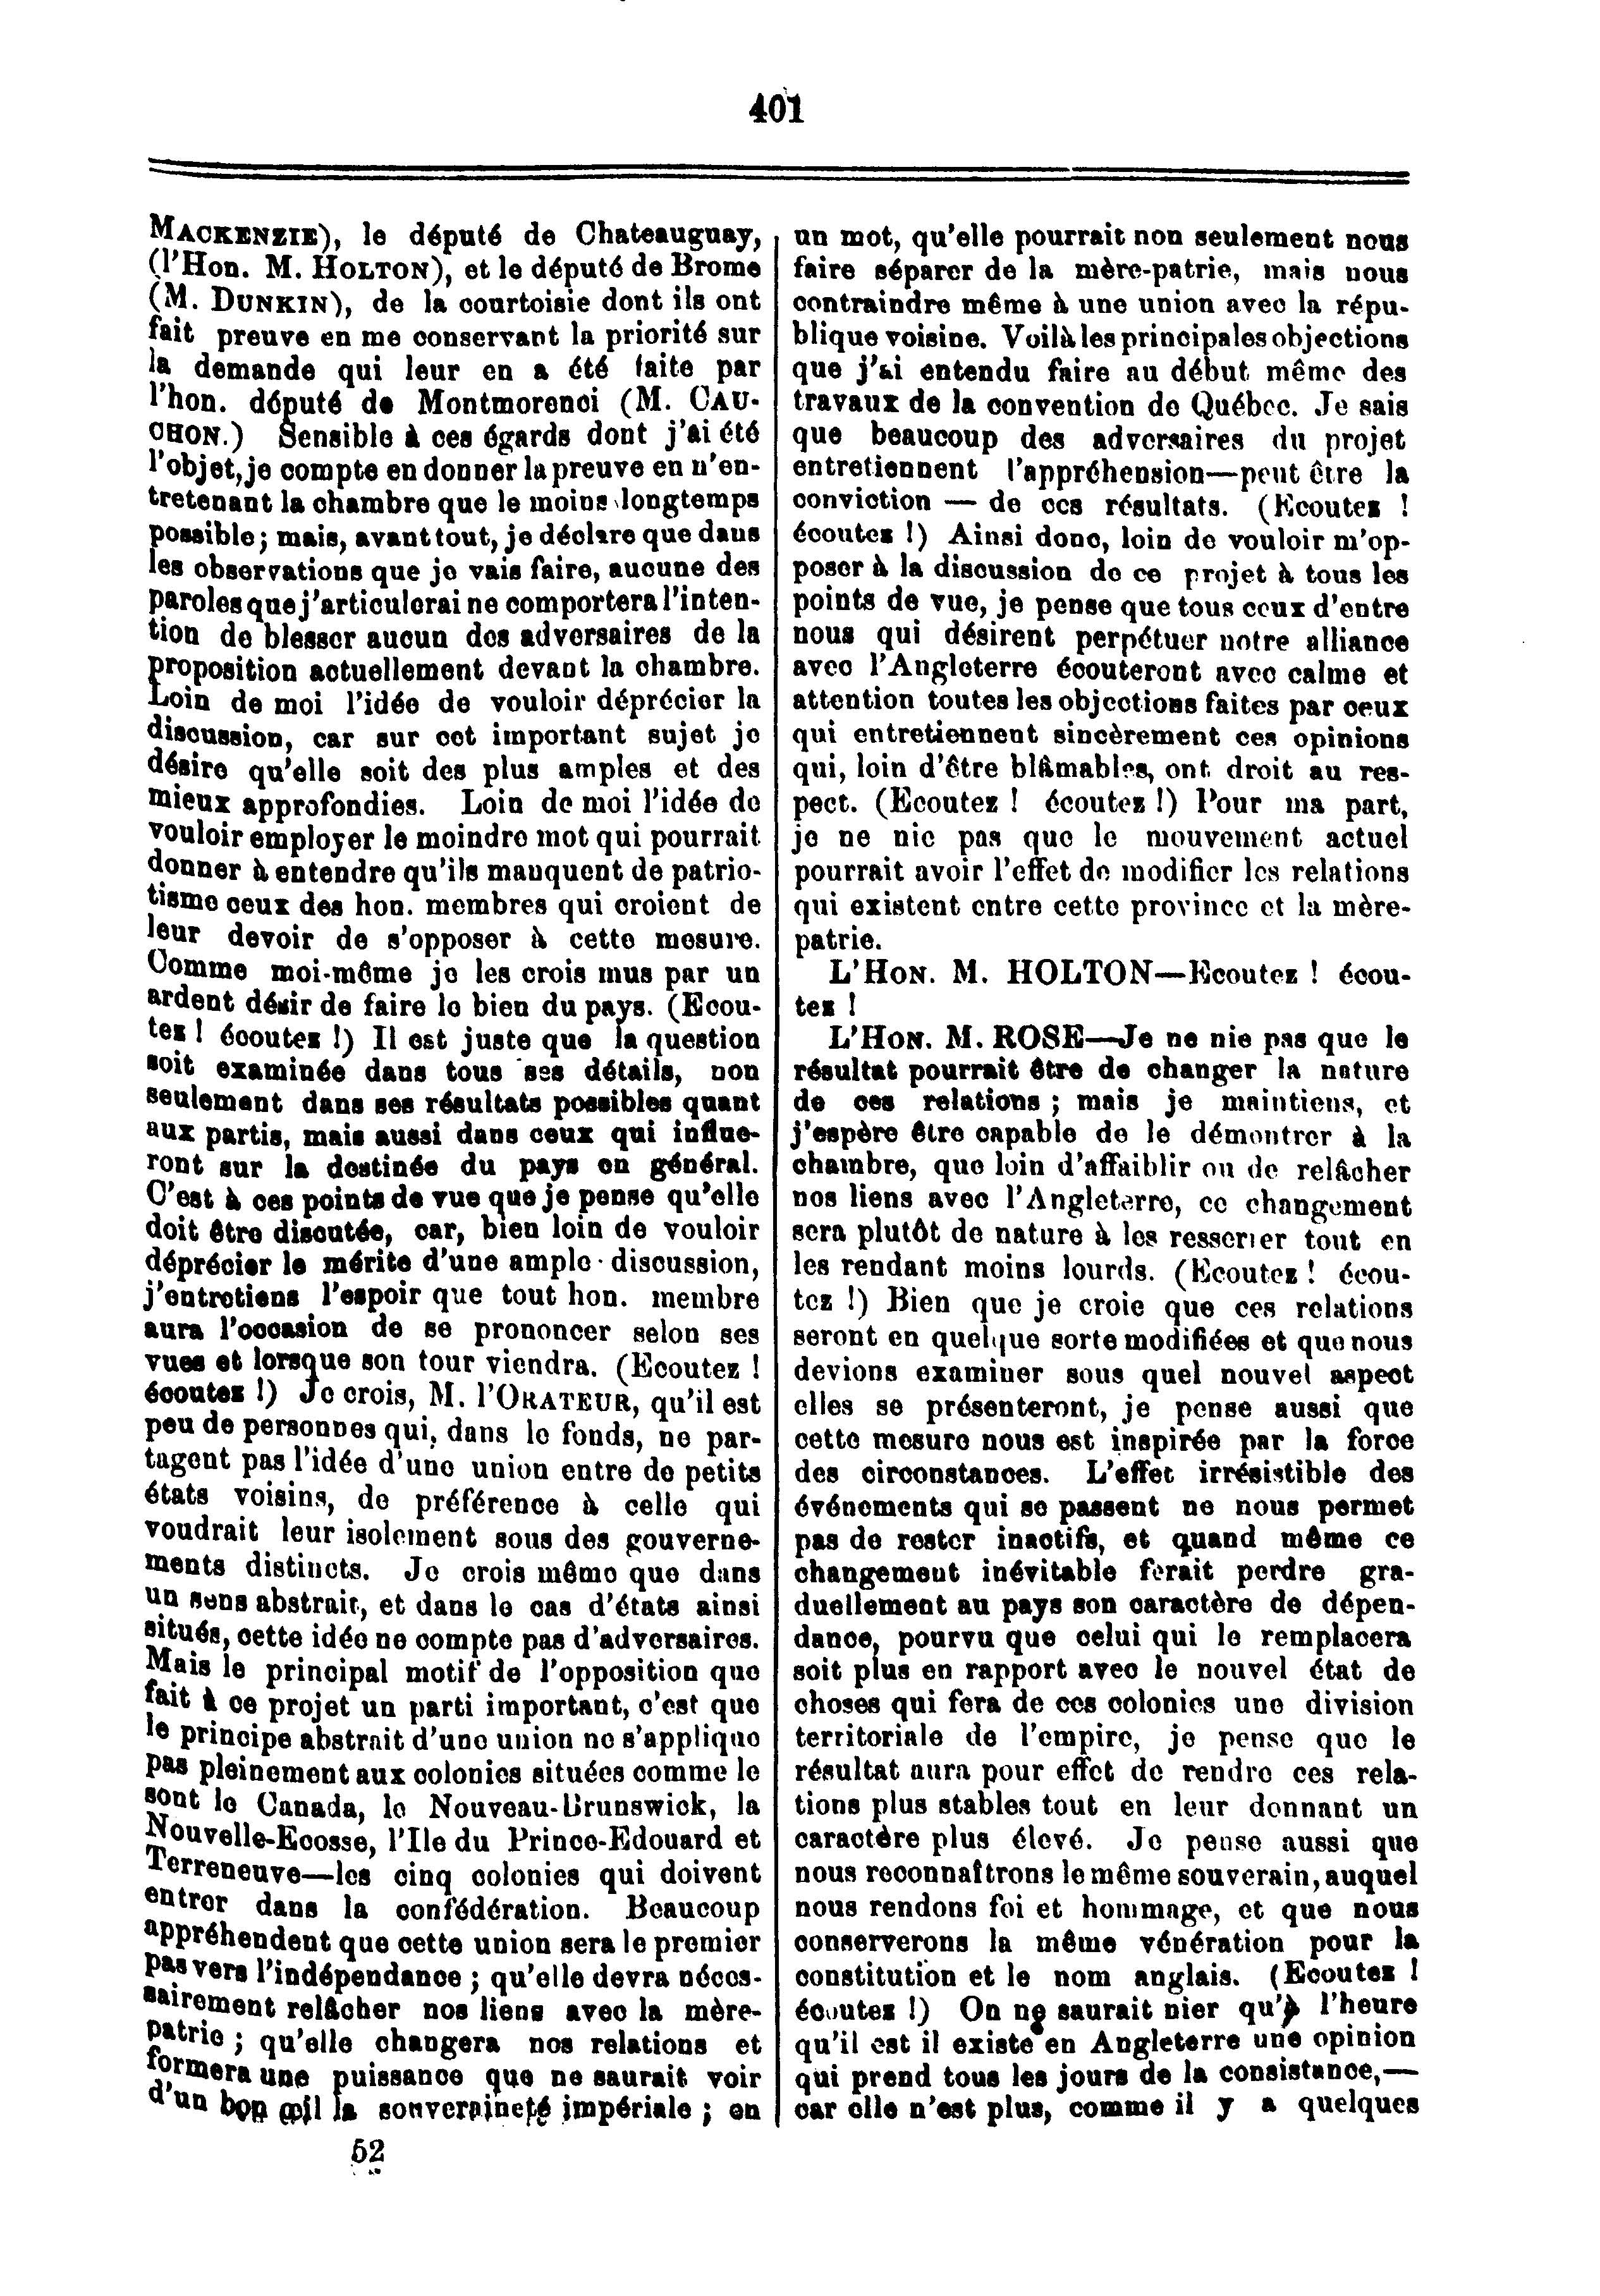 401
MACKENZIE), le député de Chateauguay,
(l'Hon. M. HOLTON), et le député de Brome
(M. DUNKIN), de la courtoisie dont ils ont
fait preuve en me conservant la priorité sur
la demande qui leur en a été faite par
l'hon. député de Montmorenci (M. CAU-
CHON.) Sensible à ces égards dont j'ai été
l'objet, je compte en donner la preuve en n'en-
tretenant la chambre que le moins longtemps
possible ; mais, avant tout, je déclare que dans
les observations que je vais faire, aucune des
paroles que j'articulerai ne comportera l'inten-
tion de blesser aucun des adversaires de la
proposition actuellement devant la chambre.
Loin de moi l'idée de vouloir déprécier la
discussion, car sur cet important sujet je
désire qu'elle soit des plus amples et des
mieux approfondies. Loin de moi l'idée de
vouloir employer le moindre mot qui pourrait
donner à entendre qu'ils manquent de patrio-
tisme ceux des hon. membres qui croient de
leur devoir de s'opposer à cette mesure.
Comme moi-même je les crois mus par un
ardent désir de faire le bien du pays. (Ecou-
tez ! écoutez !) Il est juste que la question
soit examinée dans tous ses détails, non
seulement dans ses résultats possibles quant
aux partis, mais aussi dans ceux qui influe-
ront sur la destinée du pays en général.
C'est à ces points de vue que je pense qu'elle
doit être discutée, car, bien loin de vouloir
déprécier le mérite d'une ample discussion,
j'entretiens l'espoir que tout hon. membre
aura l'occasion de se prononcer selon ses
vues et lorsque son tour viendra. (Ecoutez !
écoutez !) Je crois, M. l'ORATEUR, qu'il est
peu de personnes qui, dans le fonds, ne par-
tagent pas l'idée d'une union entre de petits
états voisins, de préférence à celle qui
voudrait leur isolement sous des gouverne-
ments distincts. Je crois même que dans
un sens abstrait, et dans le cas d'états ainsi
situés, cette idée ne compte pas d'adversaires.
Mais le principal motif de l'opposition que
fait à ce projet un parti important, c'est que
le principe abstrait d'une union ne s'applique
pas pleinement aux colonies situées comme le
sont le Canada, le Nouveau-Brunswick, la
Nouvelle-Ecosse, l'Ile du Prince-Edouard et
Terreneuve—les cinq colonies qui doivent
entrer dans la confédération. Beaucoup
appréhendent que cette union sera le premier
pas vers l'indépendance ; qu'elle devra néces-
sairement relâcher nos liens avec la mère-
patrie ; qu'elle changera nos relations et
formera une puissance que ne saurait voir
d'un bon œil la souveraineté impériale ; en
52
un mot, qu'elle pourrait non seulement nous
faire séparer de la mère-patrie, mais nous
contraindre même à une union avec la répu-
blique voisine. Voilà les principales objections
que j'ai entendu faire au début même des
travaux de la convention de Québec. Je sais
que beaucoup des adversaires du projet
entretiennent l'appréhension—peut être la
conviction — de ces résultats. (Ecoutez !
écoutez !) Ainsi donc, loin de vouloir m'op-
poser à la discussion de ce projet à tous les
points de vue, je pense que tous ceux d'entre
nous qui désirent perpétuer notre alliance
avec l'Angleterre écouteront avec calme et
attention toutes les objections faites par ceux
qui entretiennent sincèrement ces opinions
qui, loin d'être blâmables, ont droit au res-
pect. (Ecoutez ! écoutez !) Pour ma part,
je ne nie pas que le mouvement actuel
pourrait avoir l'effet de modifier les relations
qui existent entre cette province et la mère-
patrie.
L'HON. M. HOLTON—Ecoutez ! écou-
tez !
L'HON. M. ROSE—Je ne nie pas que le
résultat pourrait être de changer la nature
de ces relations ; mais je maintiens, et
j'espère être capable de le démontrer à la
chambre, que loin d'affaiblir ou de relâcher
nos liens avec l'Angleterre, ce changement
sera plutôt de nature à les resserrer tout en
les rendant moins lourds. (Ecoutez ! écou-
tez !) Bien que je croie que ces relations
seront en quelque sorte modifiées et que nous
devions examiner sous quel nouvel aspect
elles se présenteront, je pense aussi que
cette mesure nous est inspirée par la force
des circonstances. L'effet irrésistible des
événements qui se passent ne nous permet
pas de rester inactifs, et quand même ce
changement inévitable ferait perdre gra-
duellement au pays son caractère de dépen-
dance, pourvu que celui qui le remplacera
soit plus en rapport avec le nouvel état de
choses qui fera de ces colonies une division
territoriale de l'empire, je pense que le
résultat aura pour effet de rendre ces rela-
tions plus stables tout en leur donnant un
caractère plus élevé. Je pense aussi que
nous reconnaîtrons le même souverain, auquel
nous rendons foi et hommage, et que nous
conserverons la même vénération pour la
constitution et le nom anglais. (Ecoutez !
écoutez !) On ne saurait nier qu'à l'heure
qu'il est il existe en Angleterre une opinion
qui prend tous les jours de la consistance,—
car elle n'est plus, comme il y a quelques